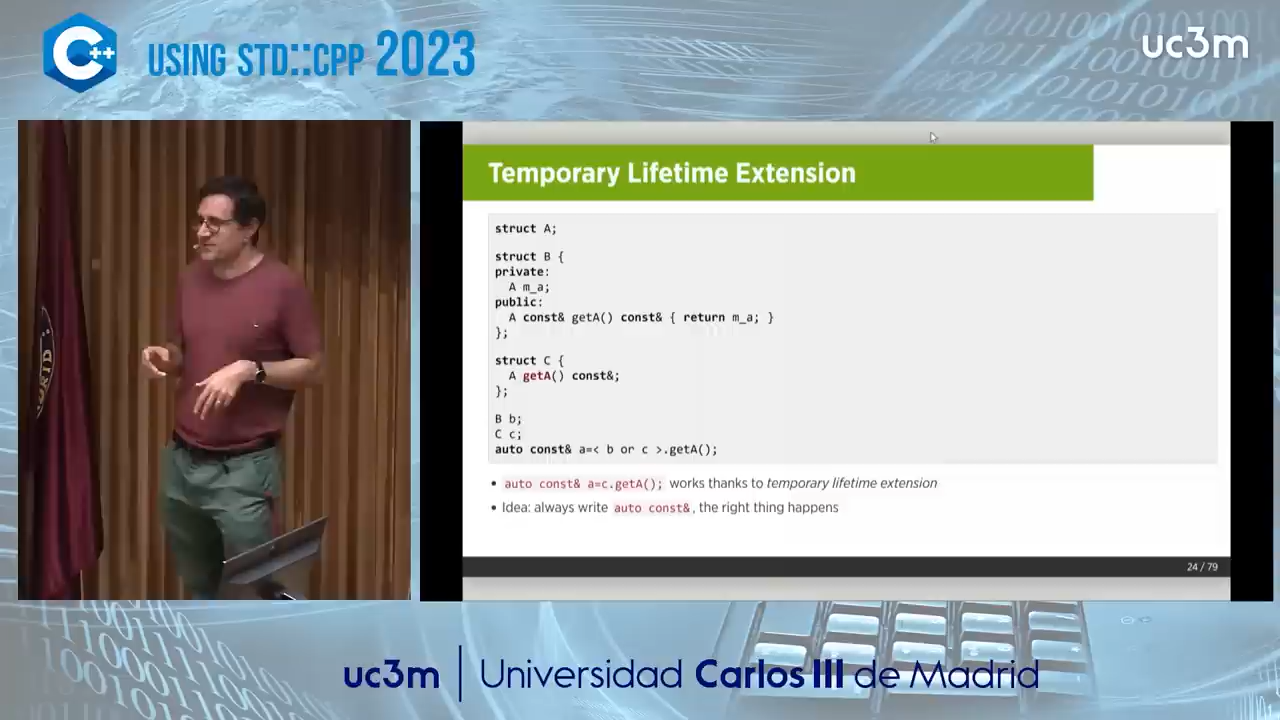 C++ USING STD::CPP 2023
uc3m
Temporary Lifetime Extension
struct A;
struct B {
private:
A m_a;
public:
A const& getA() const& { return m_a; }
};
struct C {
A getA() const&;
};
B b;
C c;
auto const& a=< b or c >.getA();
• auto const& a=c.getA(); works thanks to temporary lifetime extension
• Idea: always write auto const&, the right thing happens
24 / 79
uc3m | Universidad Carlos III de Madrid